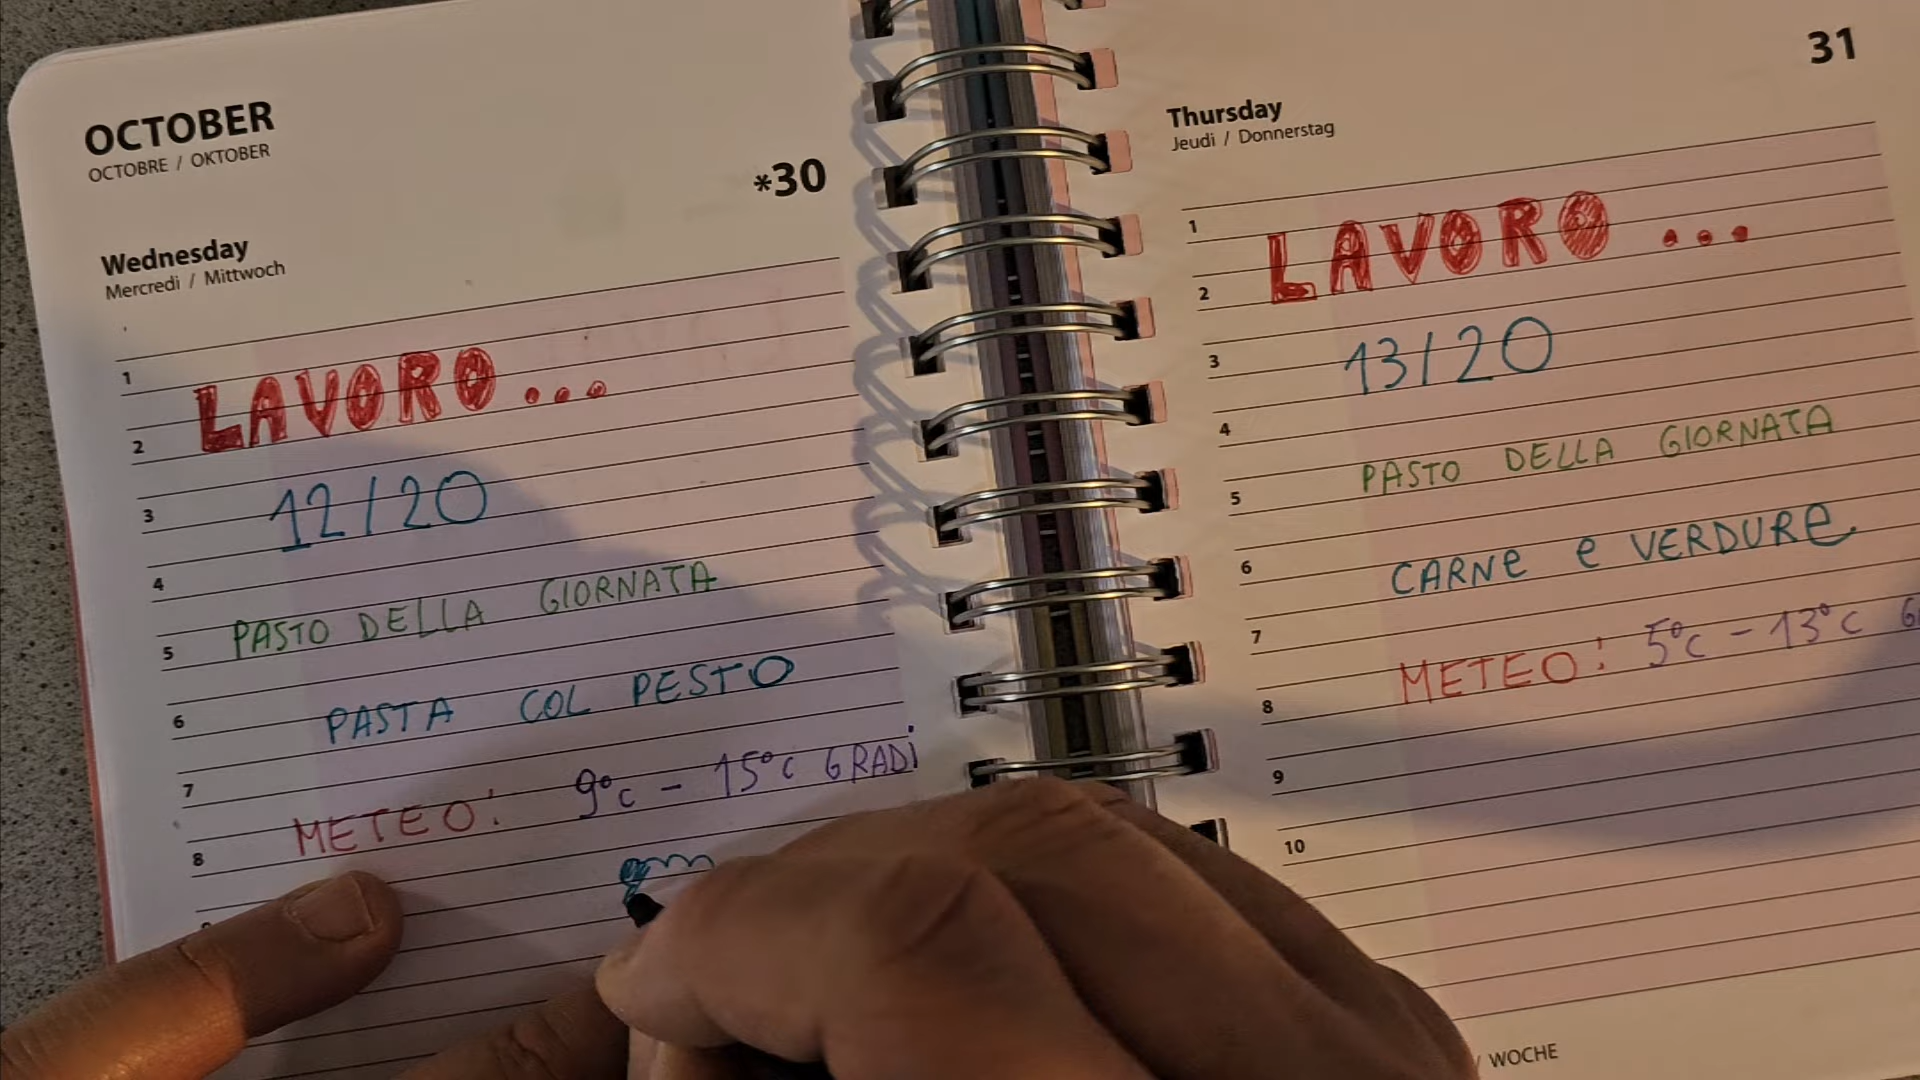 OCTOBER
OCTOBRE / OKTOBER
*30
Wednesday
Mercredi / Mittwoch
1
LAVORO...
2
3
12/20
4
5
PASTO DELLA GIORNATA
6
PASTA COL PESTO
7
METEO: 9°C - 15°C GRADI
8
31
Thursday
Jeudi / Donnerstag
1
LAVORO...
2
3
13/20
4
5
PASTO DELLA GIORNATA
6
CARNE e VERDURE
7
METEO: 5°C - 13°C
8
9
10
/ WOCHE